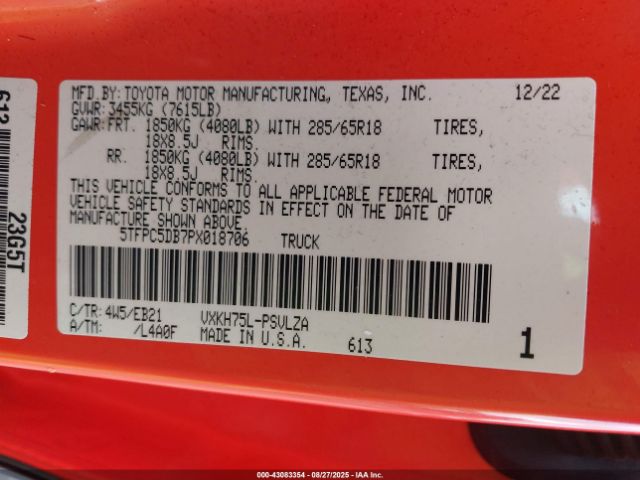 MFD.BY:TOYOTA MOTOR MANUFACTURING, TEXAS, INC. 12/22
GVWR:3455KG (7615LB)
GAWR:FRT. 1850KG (4080LB) WITH 285/65R18 TIRES,
18X8.5J RIMS.
RR. 1850KG (4080LB) WITH 285/65R18 TIRES,
18X8.5J RIMS.
THIS VEHICLE CONFORMS TO ALL APPLICABLE FEDERAL MOTOR
VEHICLE SAFETY STANDARDS IN EFFECT ON THE DATE OF
MANUFACTURE SHOWN ABOVE.
5TFPC5DB7PX018706 TRUCK
C/TR:4W5/EB21 VXKH75L-PSVLZA
A/TM: /L4A0F MADE IN U.S.A. 613 1
613
23G5T
000-43083354 - 08/27/2025 - IAA, Inc.